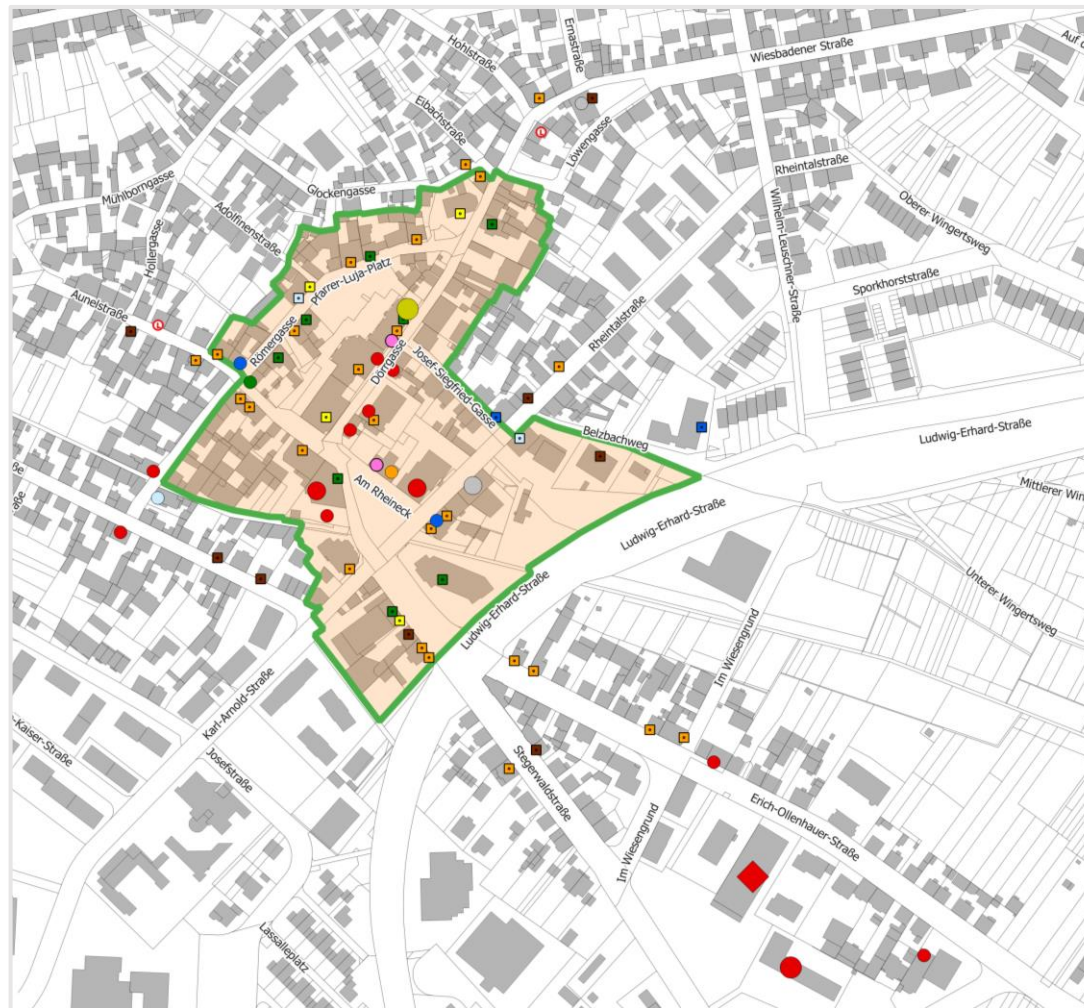 Ernastraße
Hohlstraße
Wiesbadener Straße
Auf d
Eibachstraße
Löwengasse
Rheintalstraße
Glockengasse
Mühlborngasse
Adolfinenstraße
Wilhelm-Leuschner-Straße
Oberer Wingertsweg
Hollergasse
Pfarrer-Luja-Platz
Sporkhorststraße
Aunelstraße
Römergasse
Rheintalstraße
Dörrgasse
Josef-Siegfried-Gasse
Belzbachweg
Ludwig-Erhard-Straße
ße
Am Rheineck
Mittlerer Win
raße
Ludwig-Erhard-Straße
Ludwig-Erhard-Straße
Unterer Wingertsweg
Im Wiesengrund
Karl-Arnold-Straße
-Kaiser-Straße
Josefstraße
Stegerwaldstraße
Erich-Ollenhauer-Straße
Im Wiesengrund
Lassalleplatz